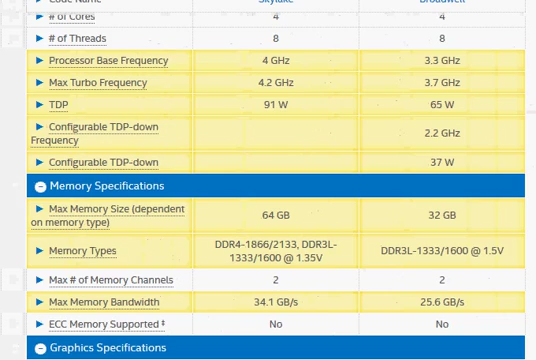 Code Name Skylake Broadwell
# of Cores 4 4
# of Threads 8 8
Processor Base Frequency 4 GHz 3.3 GHz
Max Turbo Frequency 4.2 GHz 3.7 GHz
TDP 91 W 65 W
Configurable TDP-down
Frequency 2.2 GHz
Configurable TDP-down 37 W
Memory Specifications
Max Memory Size (dependent
on memory type) 64 GB 32 GB
Memory Types DDR4-1866/2133, DDR3L-
1333/1600 @ 1.35V DDR3L-1333/1600 @ 1.5V
Max # of Memory Channels 2 2
Max Memory Bandwidth 34.1 GB/s 25.6 GB/s
ECC Memory Supported ‡ No No
Graphics Specifications